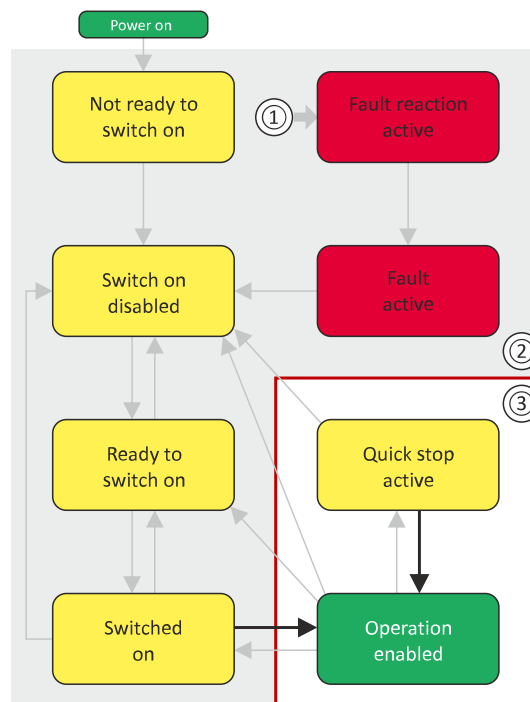 Power on
Not ready to
switch on
①
Fault reaction
active
Switch on
disabled
Fault
active
②
③
Ready to
switch on
Quick stop
active
Switched
on
Operation
enabled